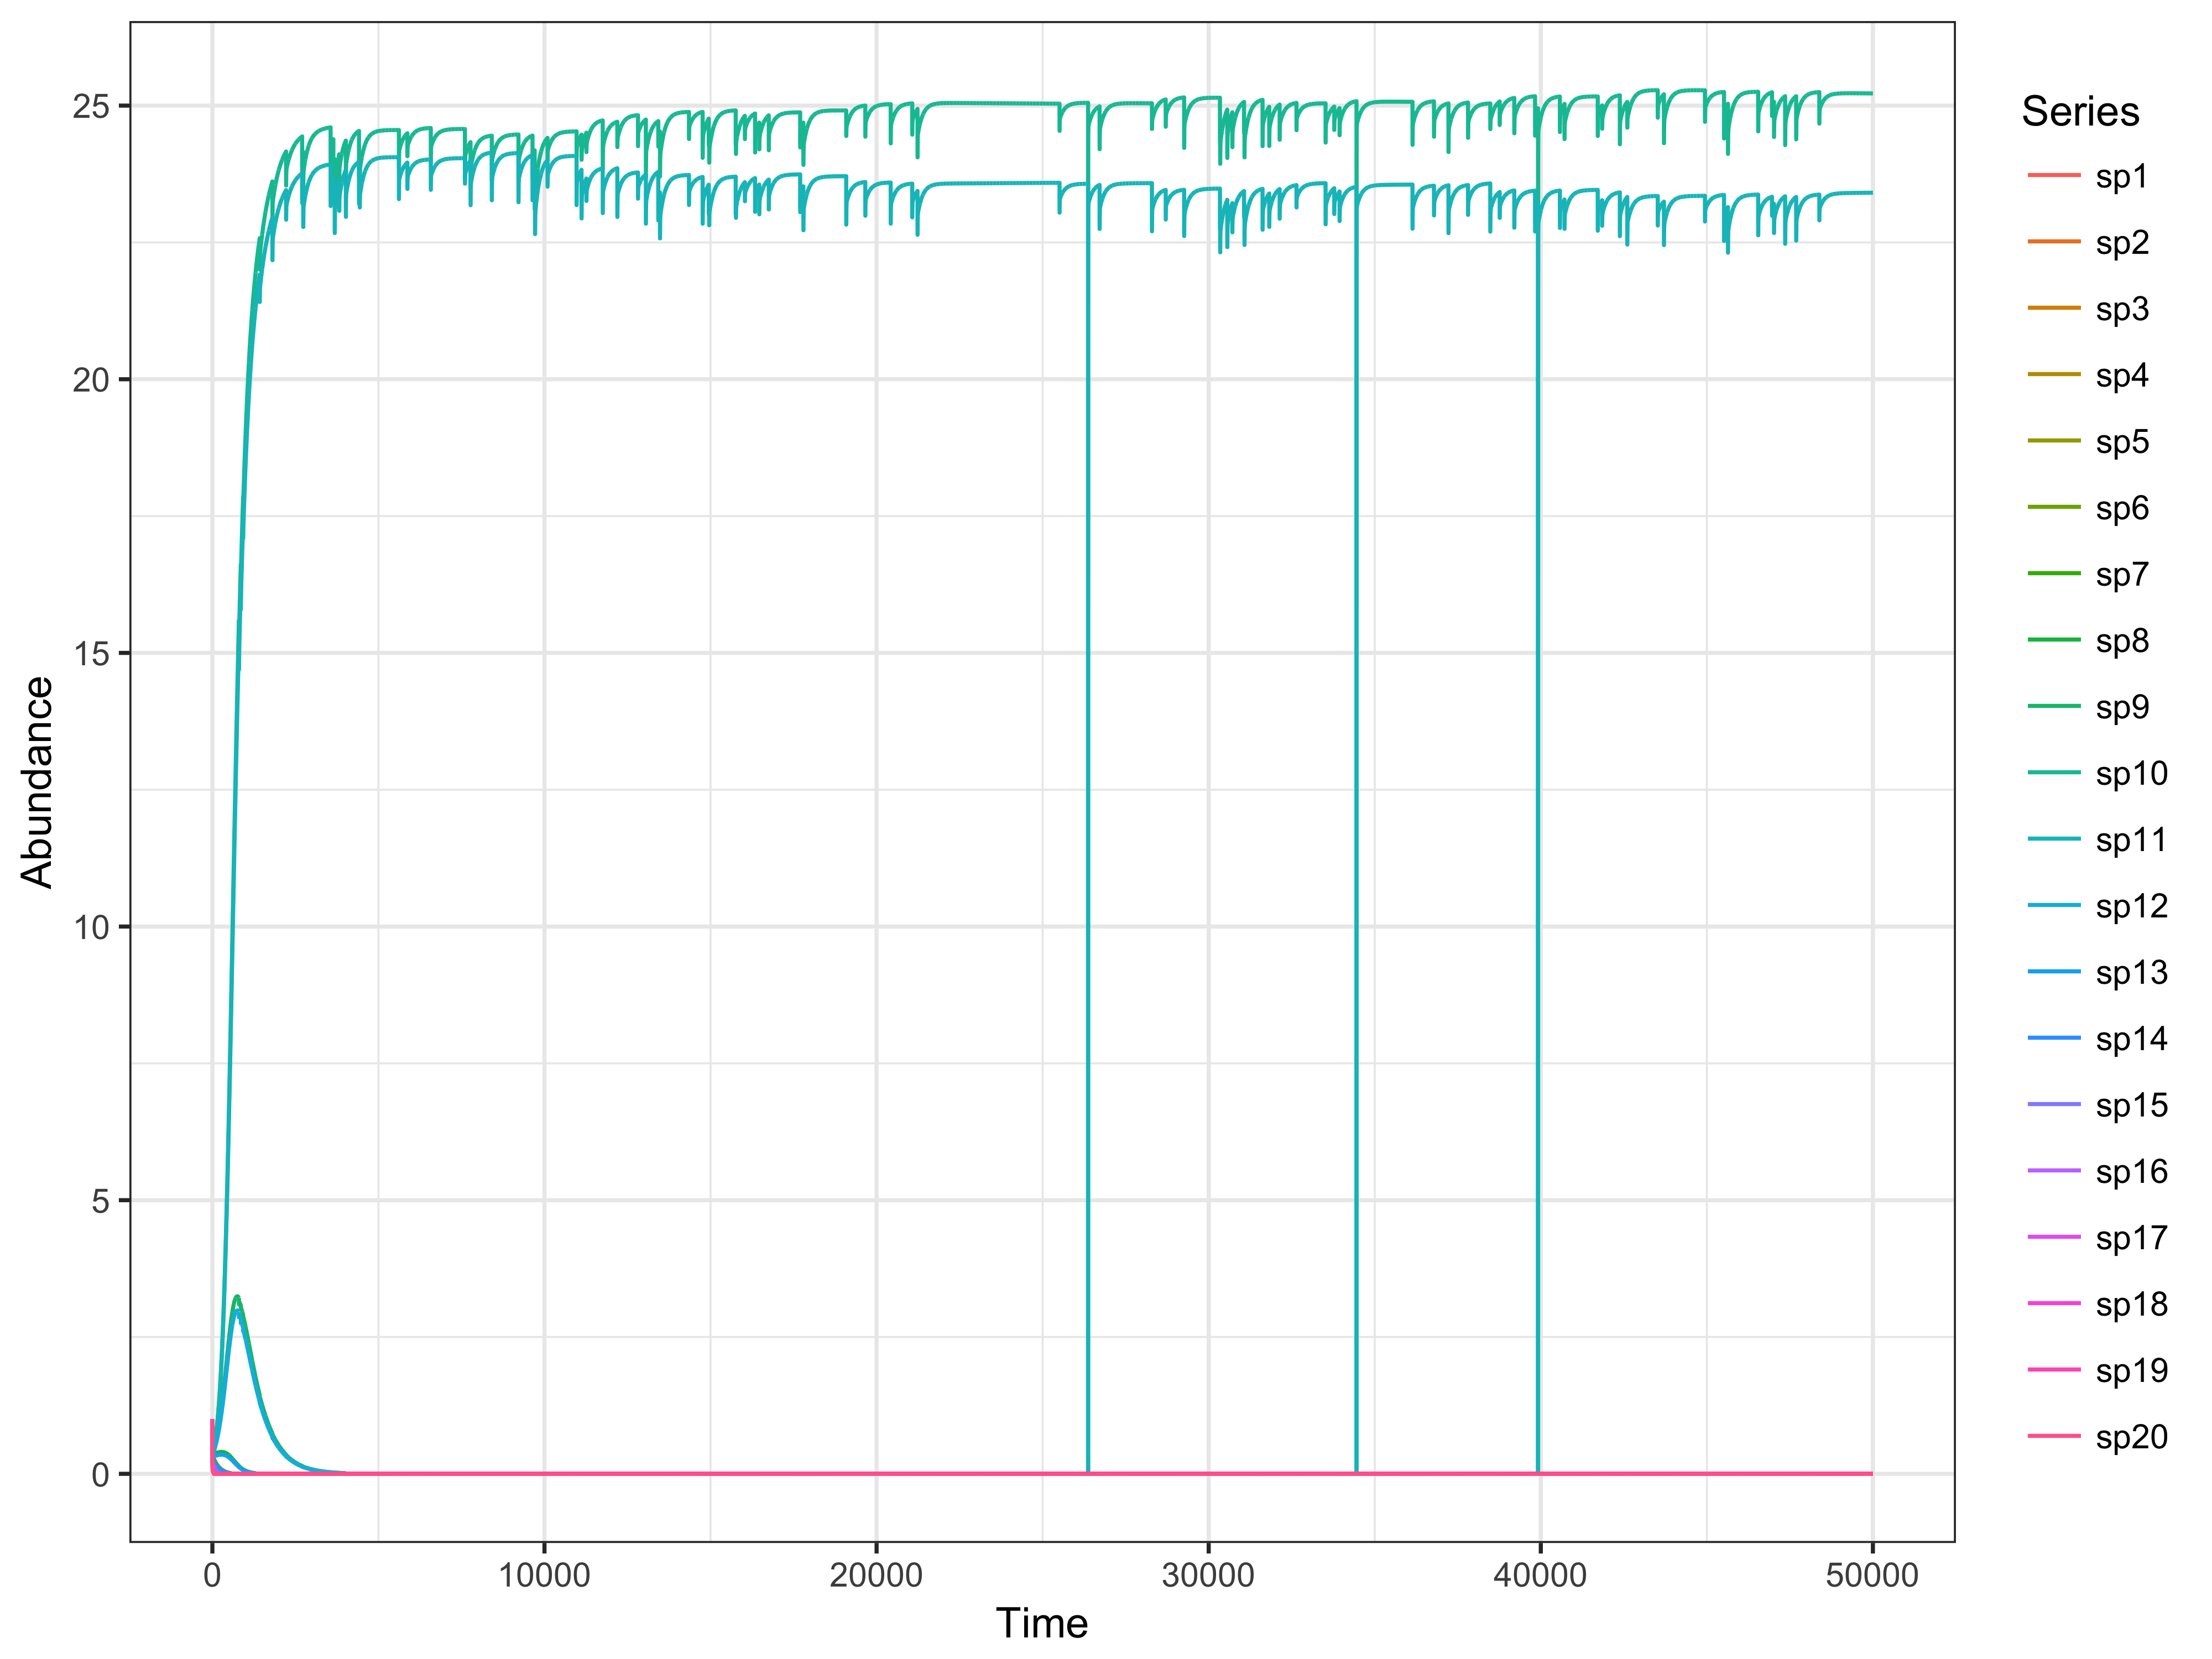 25
20
15
10
5
0
Abundance
0
10000
20000
30000
40000
50000
Time
Series
sp1
sp2
sp3
sp4
sp5
sp6
sp7
sp8
sp9
sp10
sp11
sp12
sp13
sp14
sp15
sp16
sp17
sp18
sp19
sp20